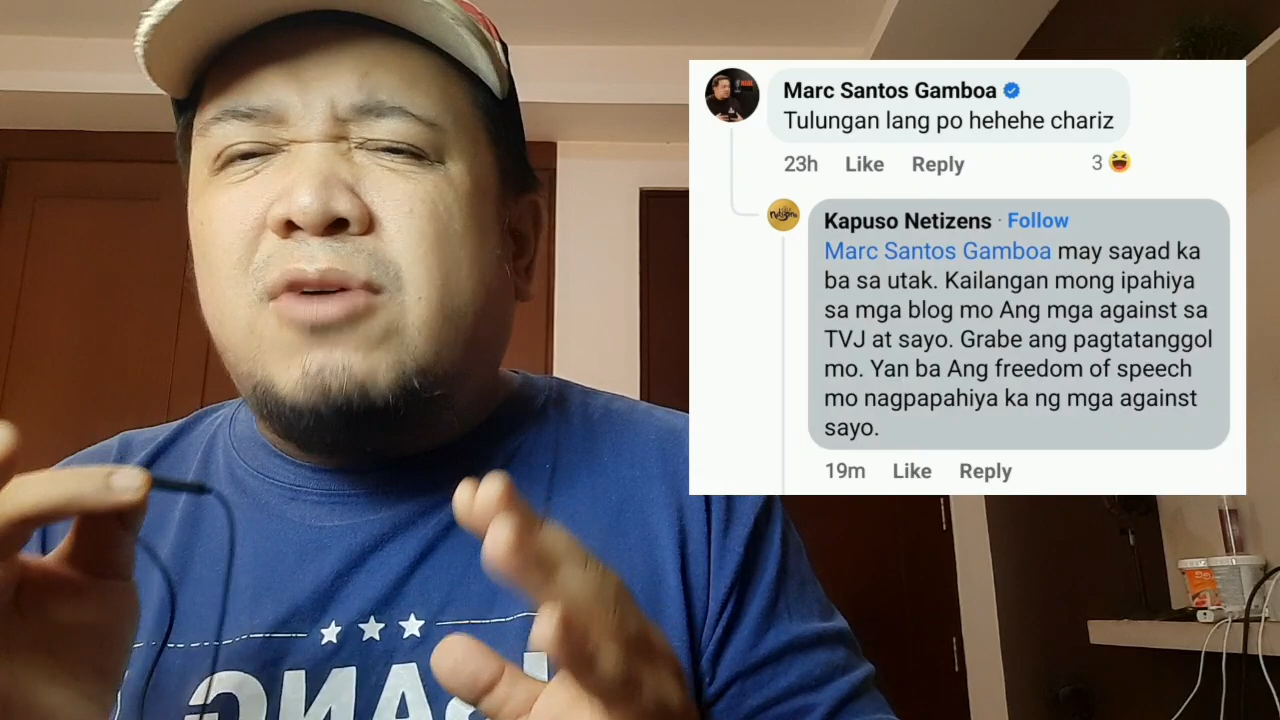 Marc Santos Gamboa
Tulungan lang po hehehe chariz
23h Like Reply 3
Kapuso Netizens · Follow
Marc Santos Gamboa may sayad ka
ba sa utak. Kailangan mong ipahiya
sa mga blog mo Ang mga against sa
TVJ at sayo. Grabe ang pagtatanggol
mo. Yan ba Ang freedom of speech
mo nagpapahiya ka ng mga against
sayo.
19m Like Reply